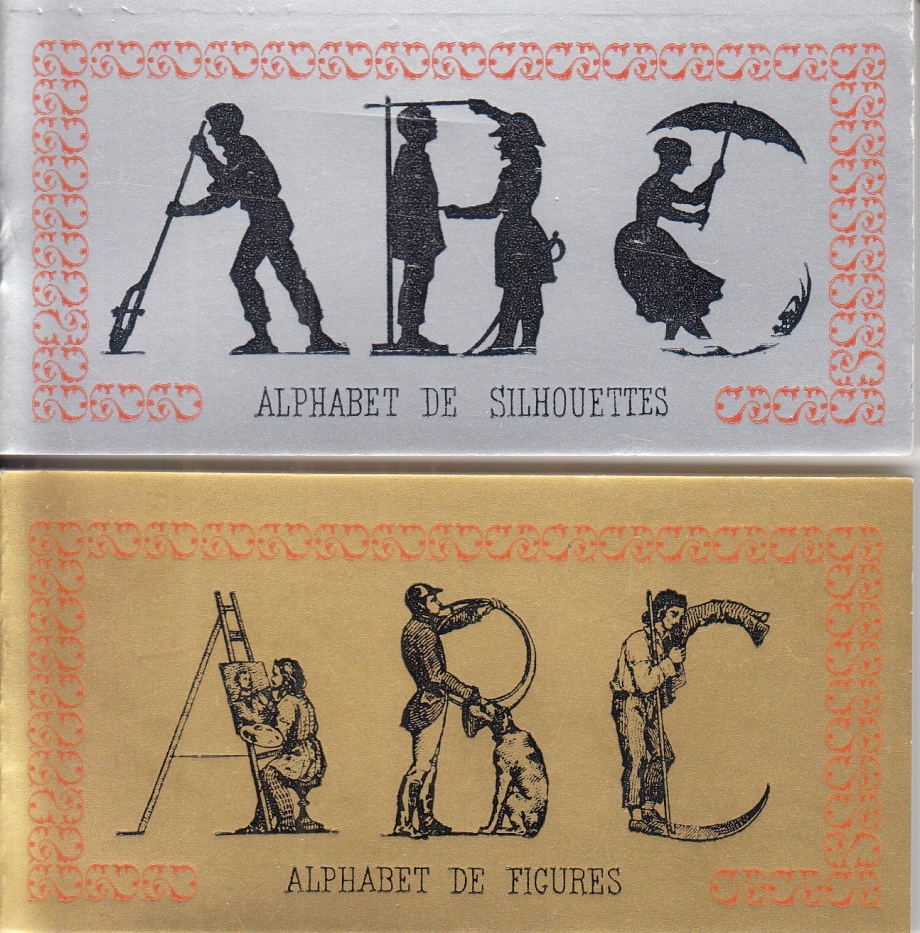 ABC
ALPHABET DE SILHOUETTES
ABC
ALPHABET DE FIGURES